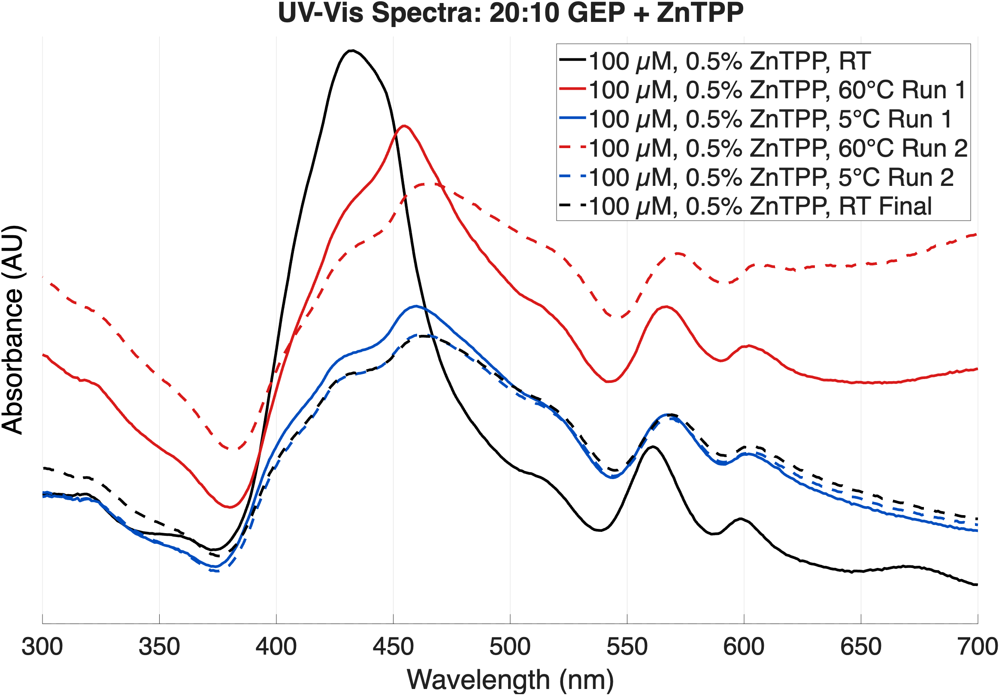 UV-Vis Spectra: 20:10 GEP + ZnTPP
100 µM, 0.5% ZnTPP, RT
100 µM, 0.5% ZnTPP, 60°C Run 1
100 µM, 0.5% ZnTPP, 5°C Run 1
100 µM, 0.5% ZnTPP, 60°C Run 2
100 µM, 0.5% ZnTPP, 5°C Run 2
100 µM, 0.5% ZnTPP, RT Final
Absorbance (AU)
300 350 400 450 500 550 600 650 700
Wavelength (nm)